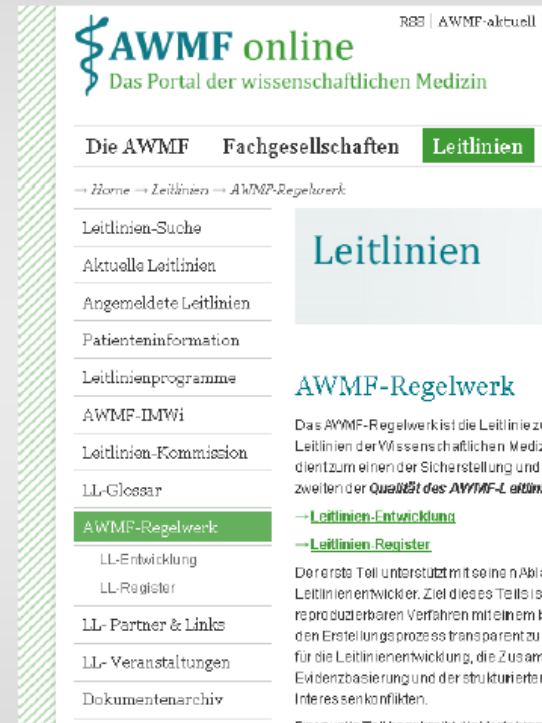 RSS | AWMF-aktuell
AWMF online
Das Portal der wissenschaftlichen Medizin
Die AWMF Fachgesellschaften Leitlinien
→ Home → Leitlinien → AWMF-Regelwerk
Leitlinien-Suche
Aktuelle Leitlinien
Angemeldete Leitlinien
Patienteninformation
Leitlinienprogramme
AWMF-IMWi
Leitlinien-Kommission
LL-Glossar
AWMF-Regelwerk
LL-Entwicklung
LL-Register
LL- Partner & Links
LL- Veranstaltungen
Dokumentenarchiv
Leitlinien
AWMF-Regelwerk
Das AWMF-Regelwerk ist die Leitlinie zu
Leitlinien der Wissenschaftlichen Mediz
dient zum einen der Sicherstellung und
zweiten der Qualität des AWMF-Leitlin
→Leitlinien-Entwicklung
→Leitlinien-Register
Der erste Teil unterstützt mit seinen Abl
Leitlinienentwickler. Ziel dieses Teils is
reproduzierbaren Verfahren mit einem b
den Erstellungsprozess transparent zu
für die Leitlinienentwicklung, die Zusam
Evidenzbasierung und der strukturierte
Interessenkonflikten.